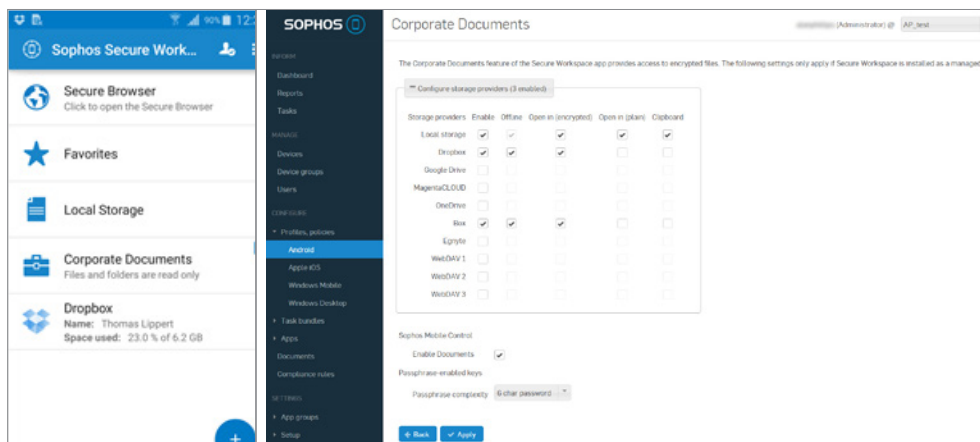 90% 12:
Sophos Secure Work...
Secure Browser
Click to open the Secure Browser
Favorites
Local Storage
Corporate Documents
Files and folders are read only
Dropbox
Name: Thomas Lippert
Space used: 23.0 % of 6.2 GB
+
SOPHOS
INFORM
Dashboard
Reports
Tasks
MANAGE
Devices
Device groups
Users
CONFIGURE
Profiles, policies
Android
Apple iOS
Windows Mobile
Windows Desktop
Task bundles
Apps
Documents
Compliance rules
SETTINGS
App groups
Setup
Corporate Documents
(Administrator) @ AP_test
The Corporate Documents feature of the Secure Workspace app provides access to encrypted files. The following settings only apply if Secure Workspace is installed as a managed
Configure storage providers (3 enabled)
Storage providers Enable Offline Open in (encrypted) Open in (plain) Clipboard
Local storage
Dropbox
Google Drive
MagentaCLOUD
OneDrive
Box
Egnyte
WebDAV 1
WebDAV 2
WebDAV 3
Sophos Mobile Control
Enable Documents
Passphrase-enabled keys
Passphrase complexity 6 char password
Back Apply